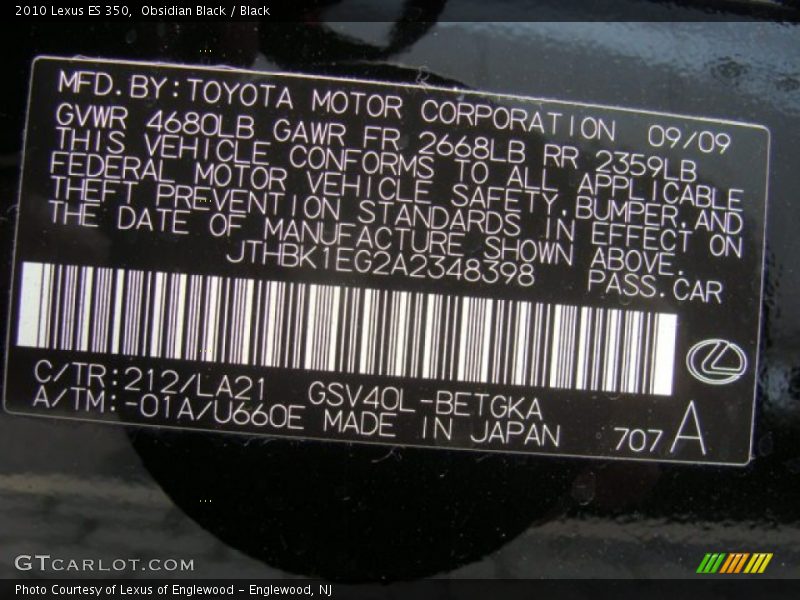 2010 Lexus ES 350,  Obsidian Black / Black
MFD.BY:TOYOTA MOTOR CORPORATION 09/09
GVWR 4680LB GAWR FR 2668LB RR 2359LB
THIS VEHICLE CONFORMS TO ALL APPLICABLE
FEDERAL MOTOR VEHICLE SAFETY,BUMPER,AND
THEFT PREVENTION STANDARDS IN EFFECT ON
THE DATE OF MANUFACTURE SHOWN ABOVE.
JTHBK1EG2A2348398 PASS.CAR
C/TR:212/LA21 GSV40L-BETGKA
A/TM:-01A/U660E MADE IN JAPAN 707 A
GTCARLOT.COM
Photo Courtesy of Lexus of Englewood - Englewood, NJ